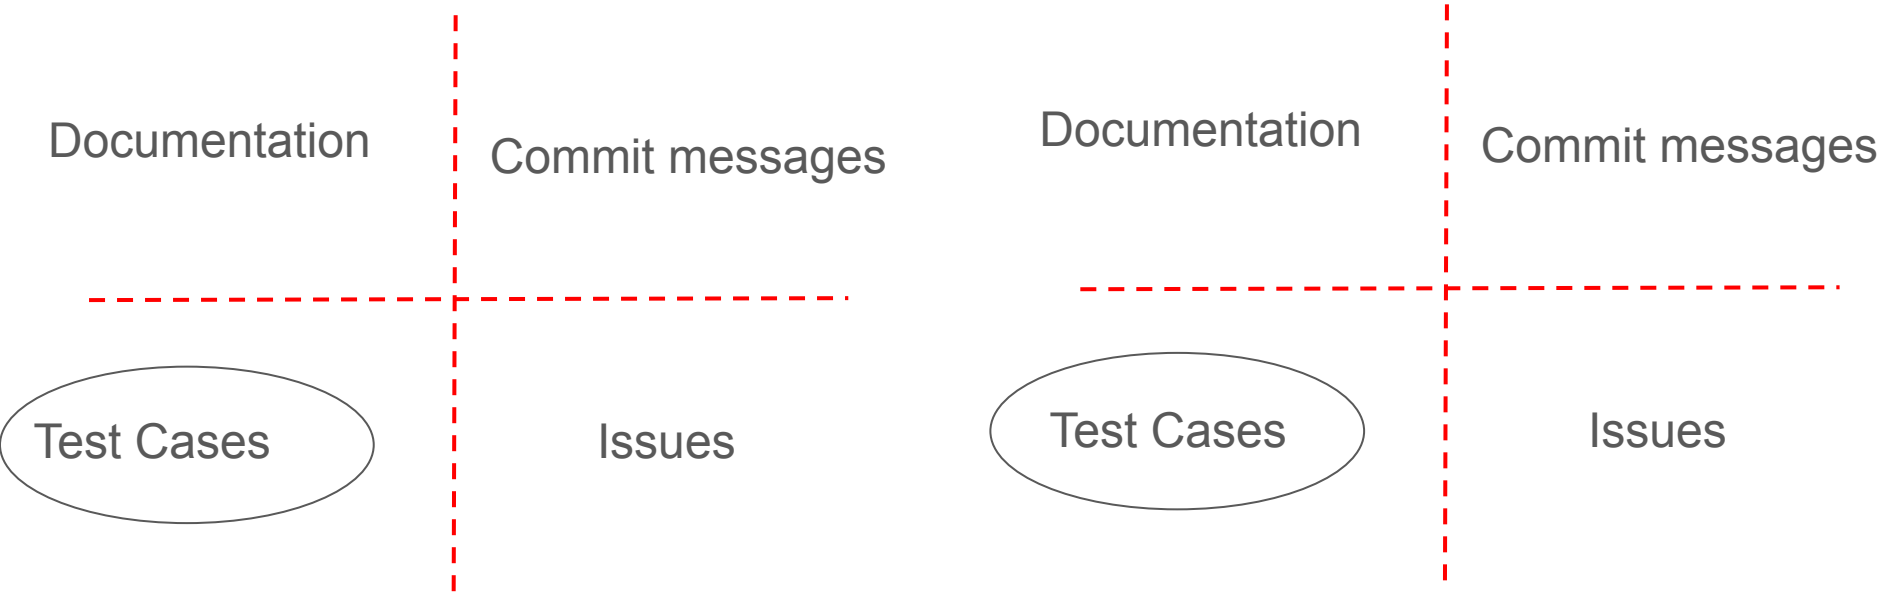 Documentation
Commit messages
Test Cases
Issues
Documentation
Commit messages
Test Cases
Issues